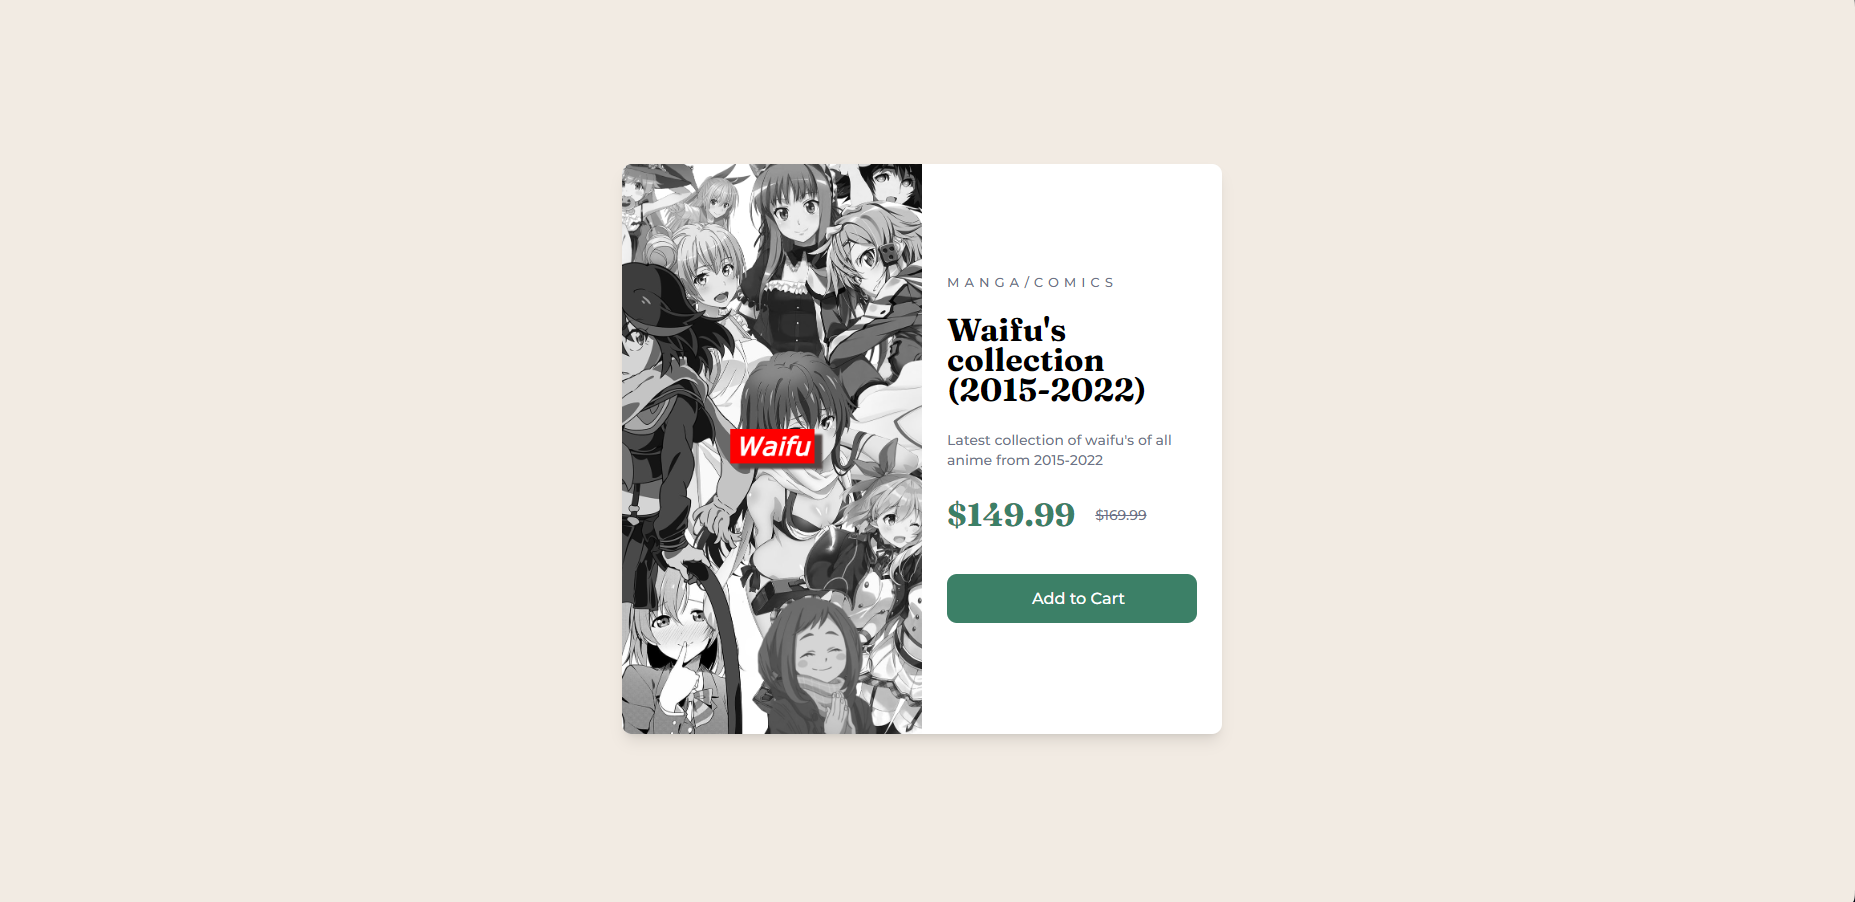 Waifu
MANGA/COMICS
Waifu's
collection
(2015-2022)
Latest collection of waifu's of all
anime from 2015-2022
$149.99 $169.99
Add to Cart